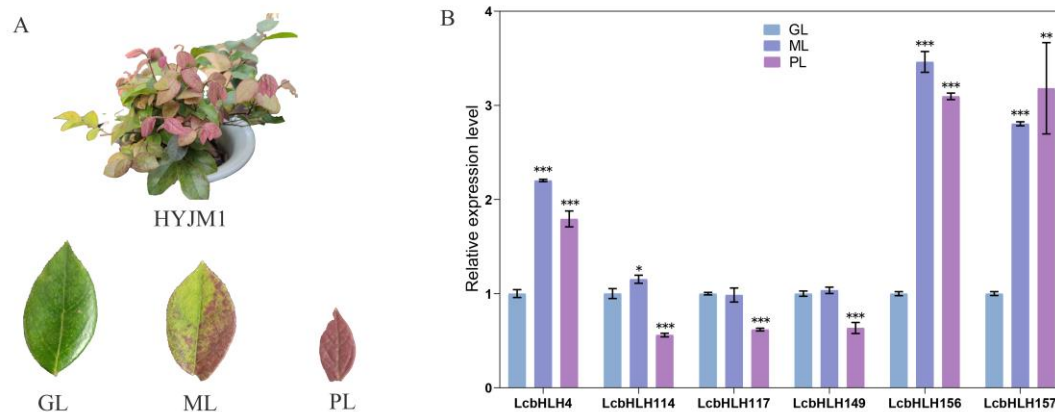 A
HYJM1
GL
ML
PL
B
Relative expression level
4
3
2
1
0
GL
ML
PL
***
***
*
***
***
***
***
***
***
**
LcbHLH4
LcbHLH114
LcbHLH117
LcbHLH149
LcbHLH156
LcbHLH157